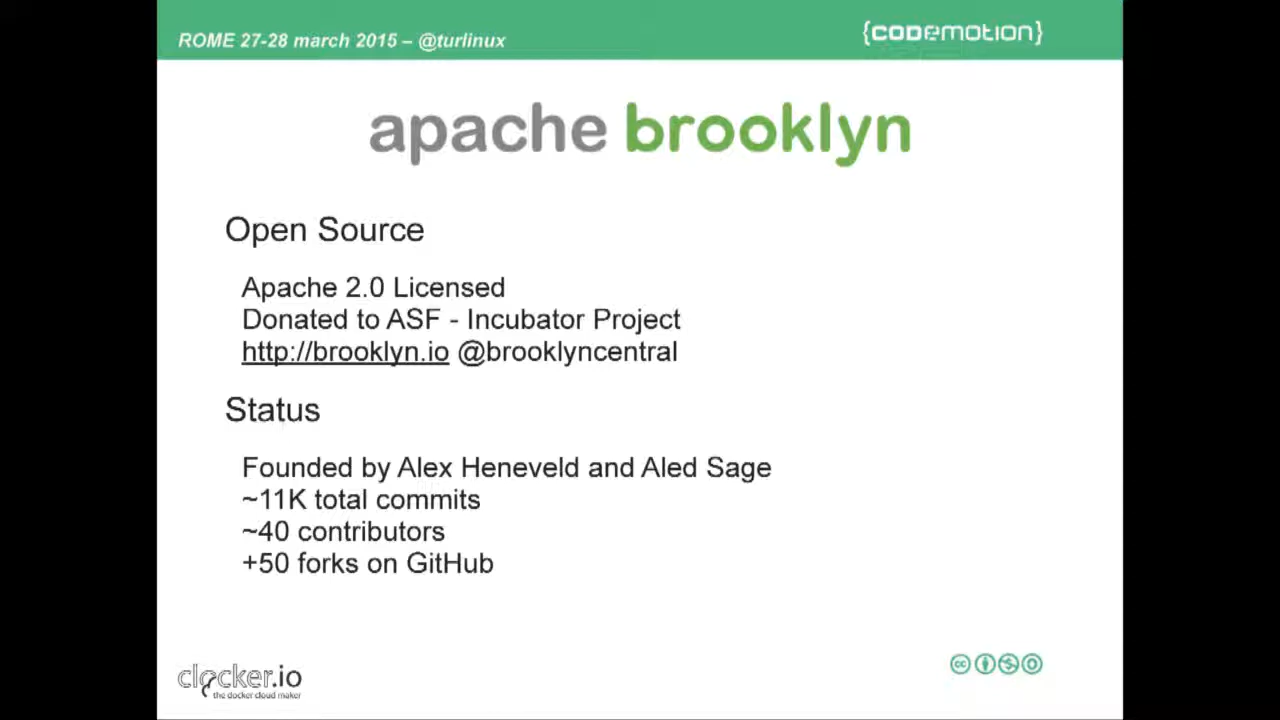 ROME 27-28 march 2015 – @turlinux
{codemotion}
apache brooklyn
Open Source
Apache 2.0 Licensed
Donated to ASF - Incubator Project
http://brooklyn.io @brooklyncentral
Status
Founded by Alex Heneveld and Aled Sage
~11K total commits
~40 contributors
+50 forks on GitHub
clocker.io
the docker cloud maker
cc